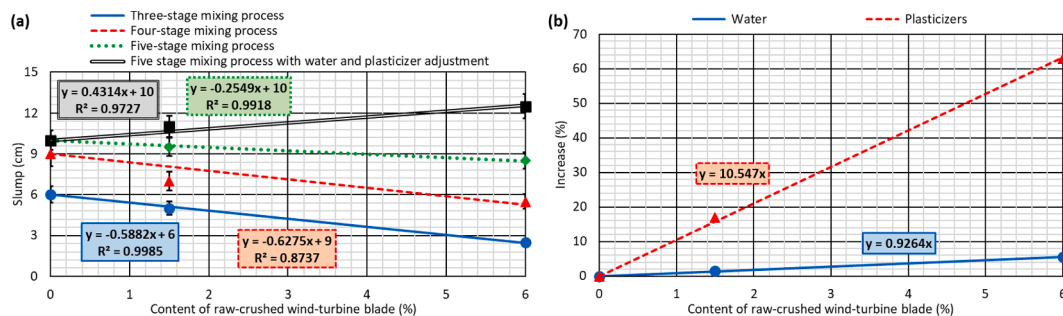 (a)
Three-stage mixing process
Four-stage mixing process
Five-stage mixing process
Five stage mixing process with water and plasticizer adjustment
15
12
9
6
3
0
Slump (cm)
y = 0.4314x + 10
R² = 0.9727
y = -0.2549x + 10
R² = 0.9918
y = -0.5882x + 6
R² = 0.9985
y = -0.6275x + 9
R² = 0.8737
0 1 2 3 4 5 6
Content of raw-crushed wind-turbine blade (%)
(b)
Water
Plasticizers
70
60
50
40
30
20
10
0
Increase (%)
y = 10.547x
y = 0.9264x
0 1 2 3 4 5 6
Content of raw-crushed wind-turbine blade (%)